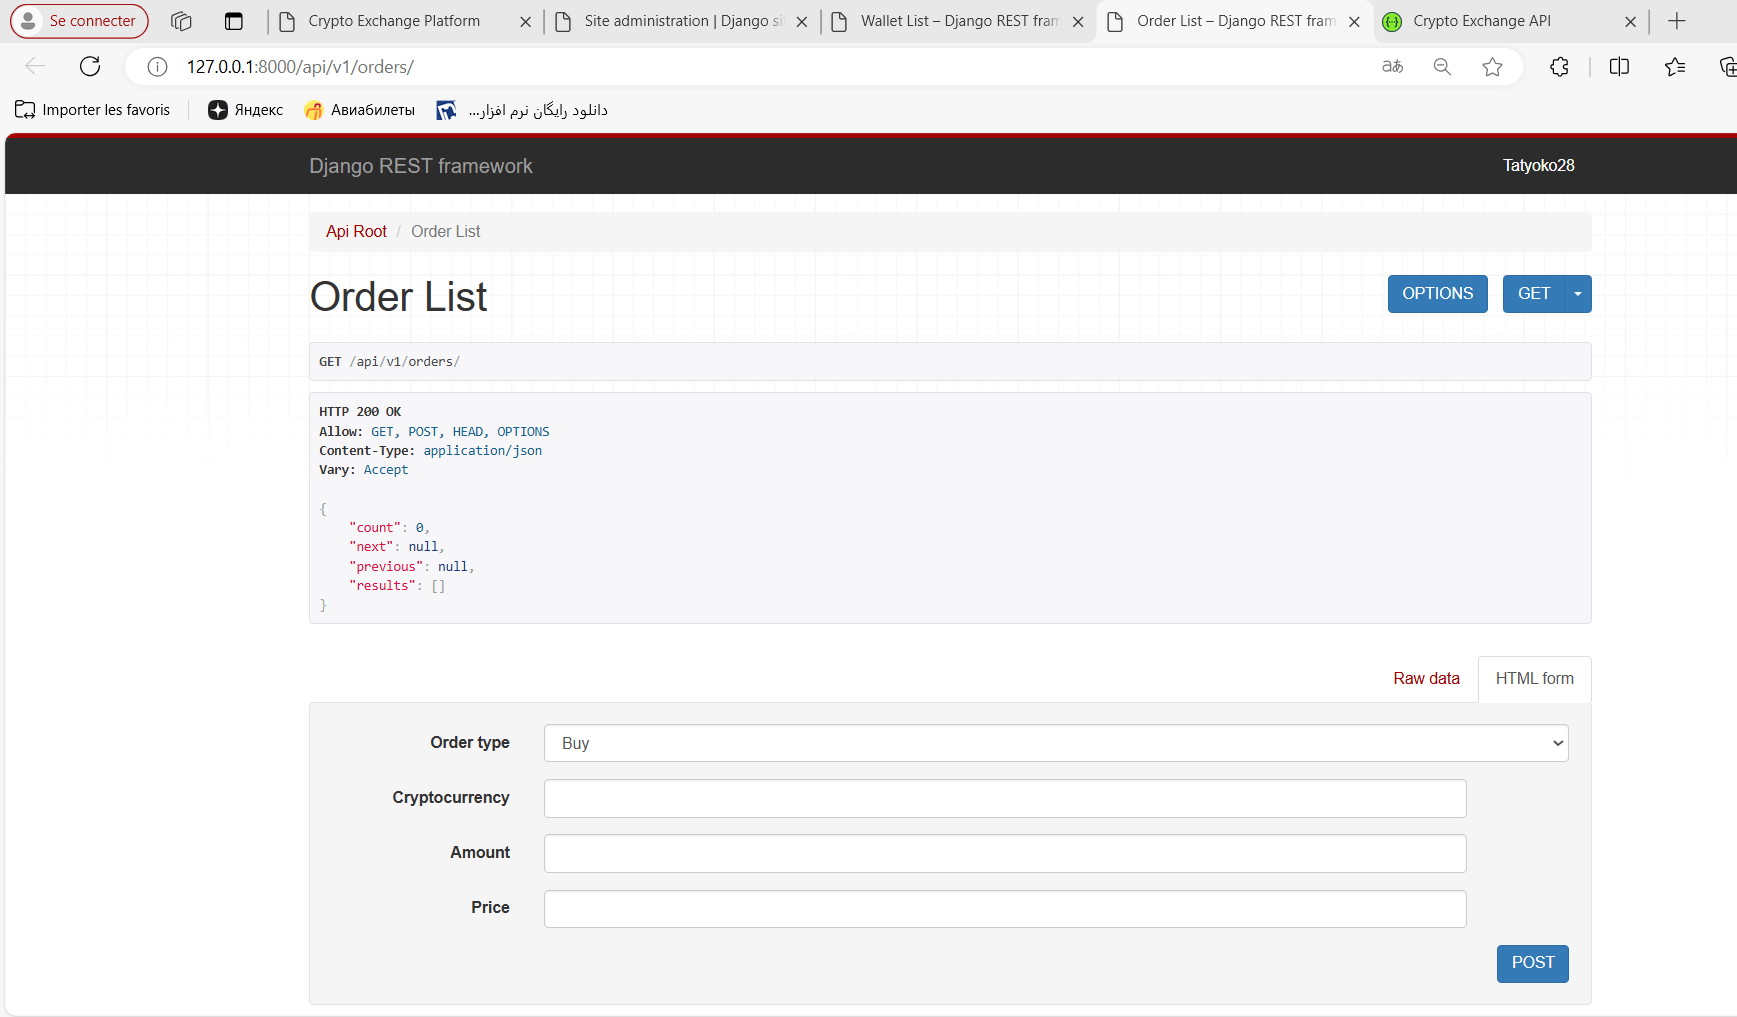 Se connecter
Crypto Exchange Platform
Site administration | Django si
Wallet List – Django REST fram
Order List – Django REST fram
Crypto Exchange API
127.0.0.1:8000/api/v1/orders/
aあ
Importer les favoris
Яндекс
Авиабилеты
دانلود رایگان نرم افزار...
Django REST framework
Tatyoko28
Api Root / Order List
Order List
OPTIONS
GET
GET /api/v1/orders/
HTTP 200 OK
Allow: GET, POST, HEAD, OPTIONS
Content-Type: application/json
Vary: Accept
{
"count": 0,
"next": null,
"previous": null,
"results": []
}
Raw data
HTML form
Order type
Buy
Cryptocurrency
Amount
Price
POST